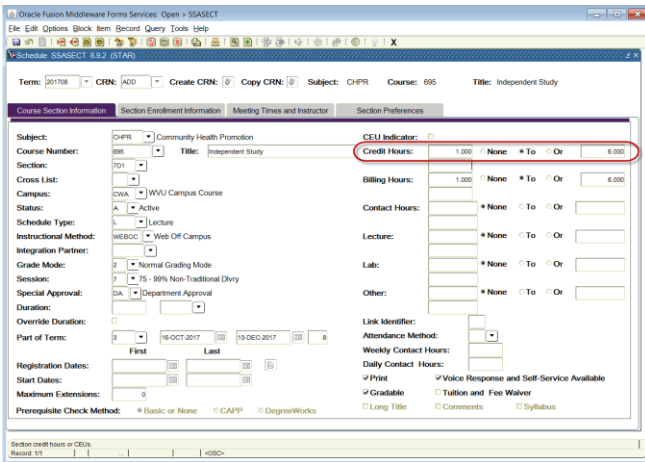 Oracle Fusion Middleware Forms Services: Open > SSASECT
File Edit Options Block Item Record Query Tools Help
Schedule SSASECT 8.9.2 (STAR)
Term: 201708 CRN: ADD Create CRN: Copy CRN: Subject: CHPR Course: 695 Title: Independent Study
Course Section Information Section Enrollment Information Meeting Times and Instructor Section Preferences
Subject: CHPR Community Health Promotion CEU Indicator:
Course Number: 695 Title: Independent Study Credit Hours: 1.000 None To Or 6.000
Section: 7D1
Cross List: Billing Hours: 1.000 None To Or 6.000
Campus: CWA WVU Campus Course
Status: A Active Contact Hours: None To Or
Schedule Type: L Lecture
Instructional Method: WEBOC Web Off Campus Lecture: None To Or
Integration Partner:
Grade Mode: 2 Normal Grading Mode Lab: None To Or
Session: 7 75 - 99% Non-Traditional Dlvry
Special Approval: DA Department Approval Other: None To Or
Duration:
Override Duration: Link Identifier:
Part of Term: 3 16-OCT-2017 13-DEC-2017 8 Attendance Method:
First Last Weekly Contact Hours:
Registration Dates: Daily Contact Hours:
Start Dates: Print Voice Response and Self-Service Available
Maximum Extensions: 0 Gradable Tuition and Fee Waiver
Prerequisite Check Method: Basic or None CAPP DegreeWorks Long Title Comments Syllabus
Section credit hours or CEUs.
Record: 1/1 ... <OSC>